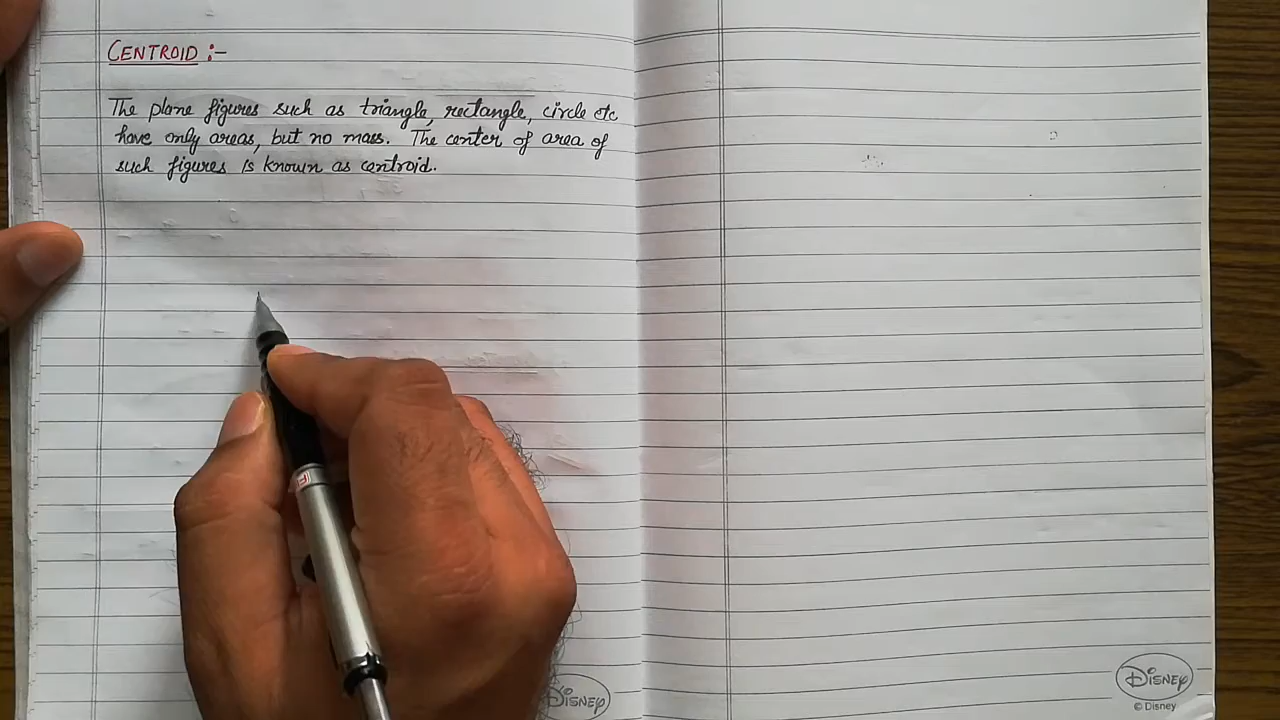 CENTROID :-
The plane figures such as triangle, rectangle, circle etc
have only areas, but no mass. The center of area of
such figures is known as centroid.
DISNEY
DISNEY
© Disney